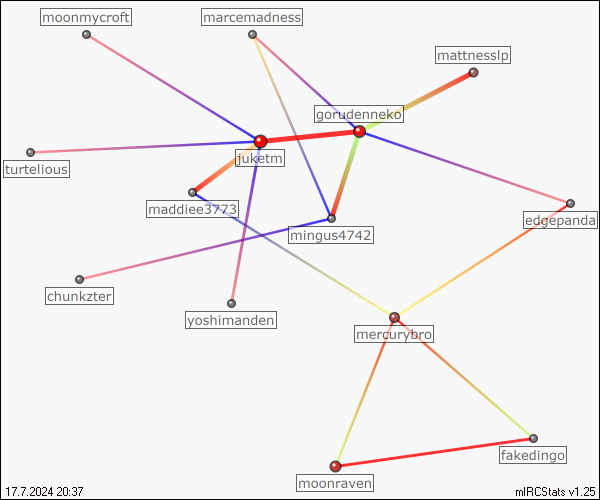 moonmycroft
marcemadness
mattnesslp
gorudenneko
juketm
turtelious
maddiee3773
edgepanda
mingus4742
chunkzter
yoshimanden
mercurybro
fakedingo
moonraven
17.7.2024 20:37
mIRCStats v1.25